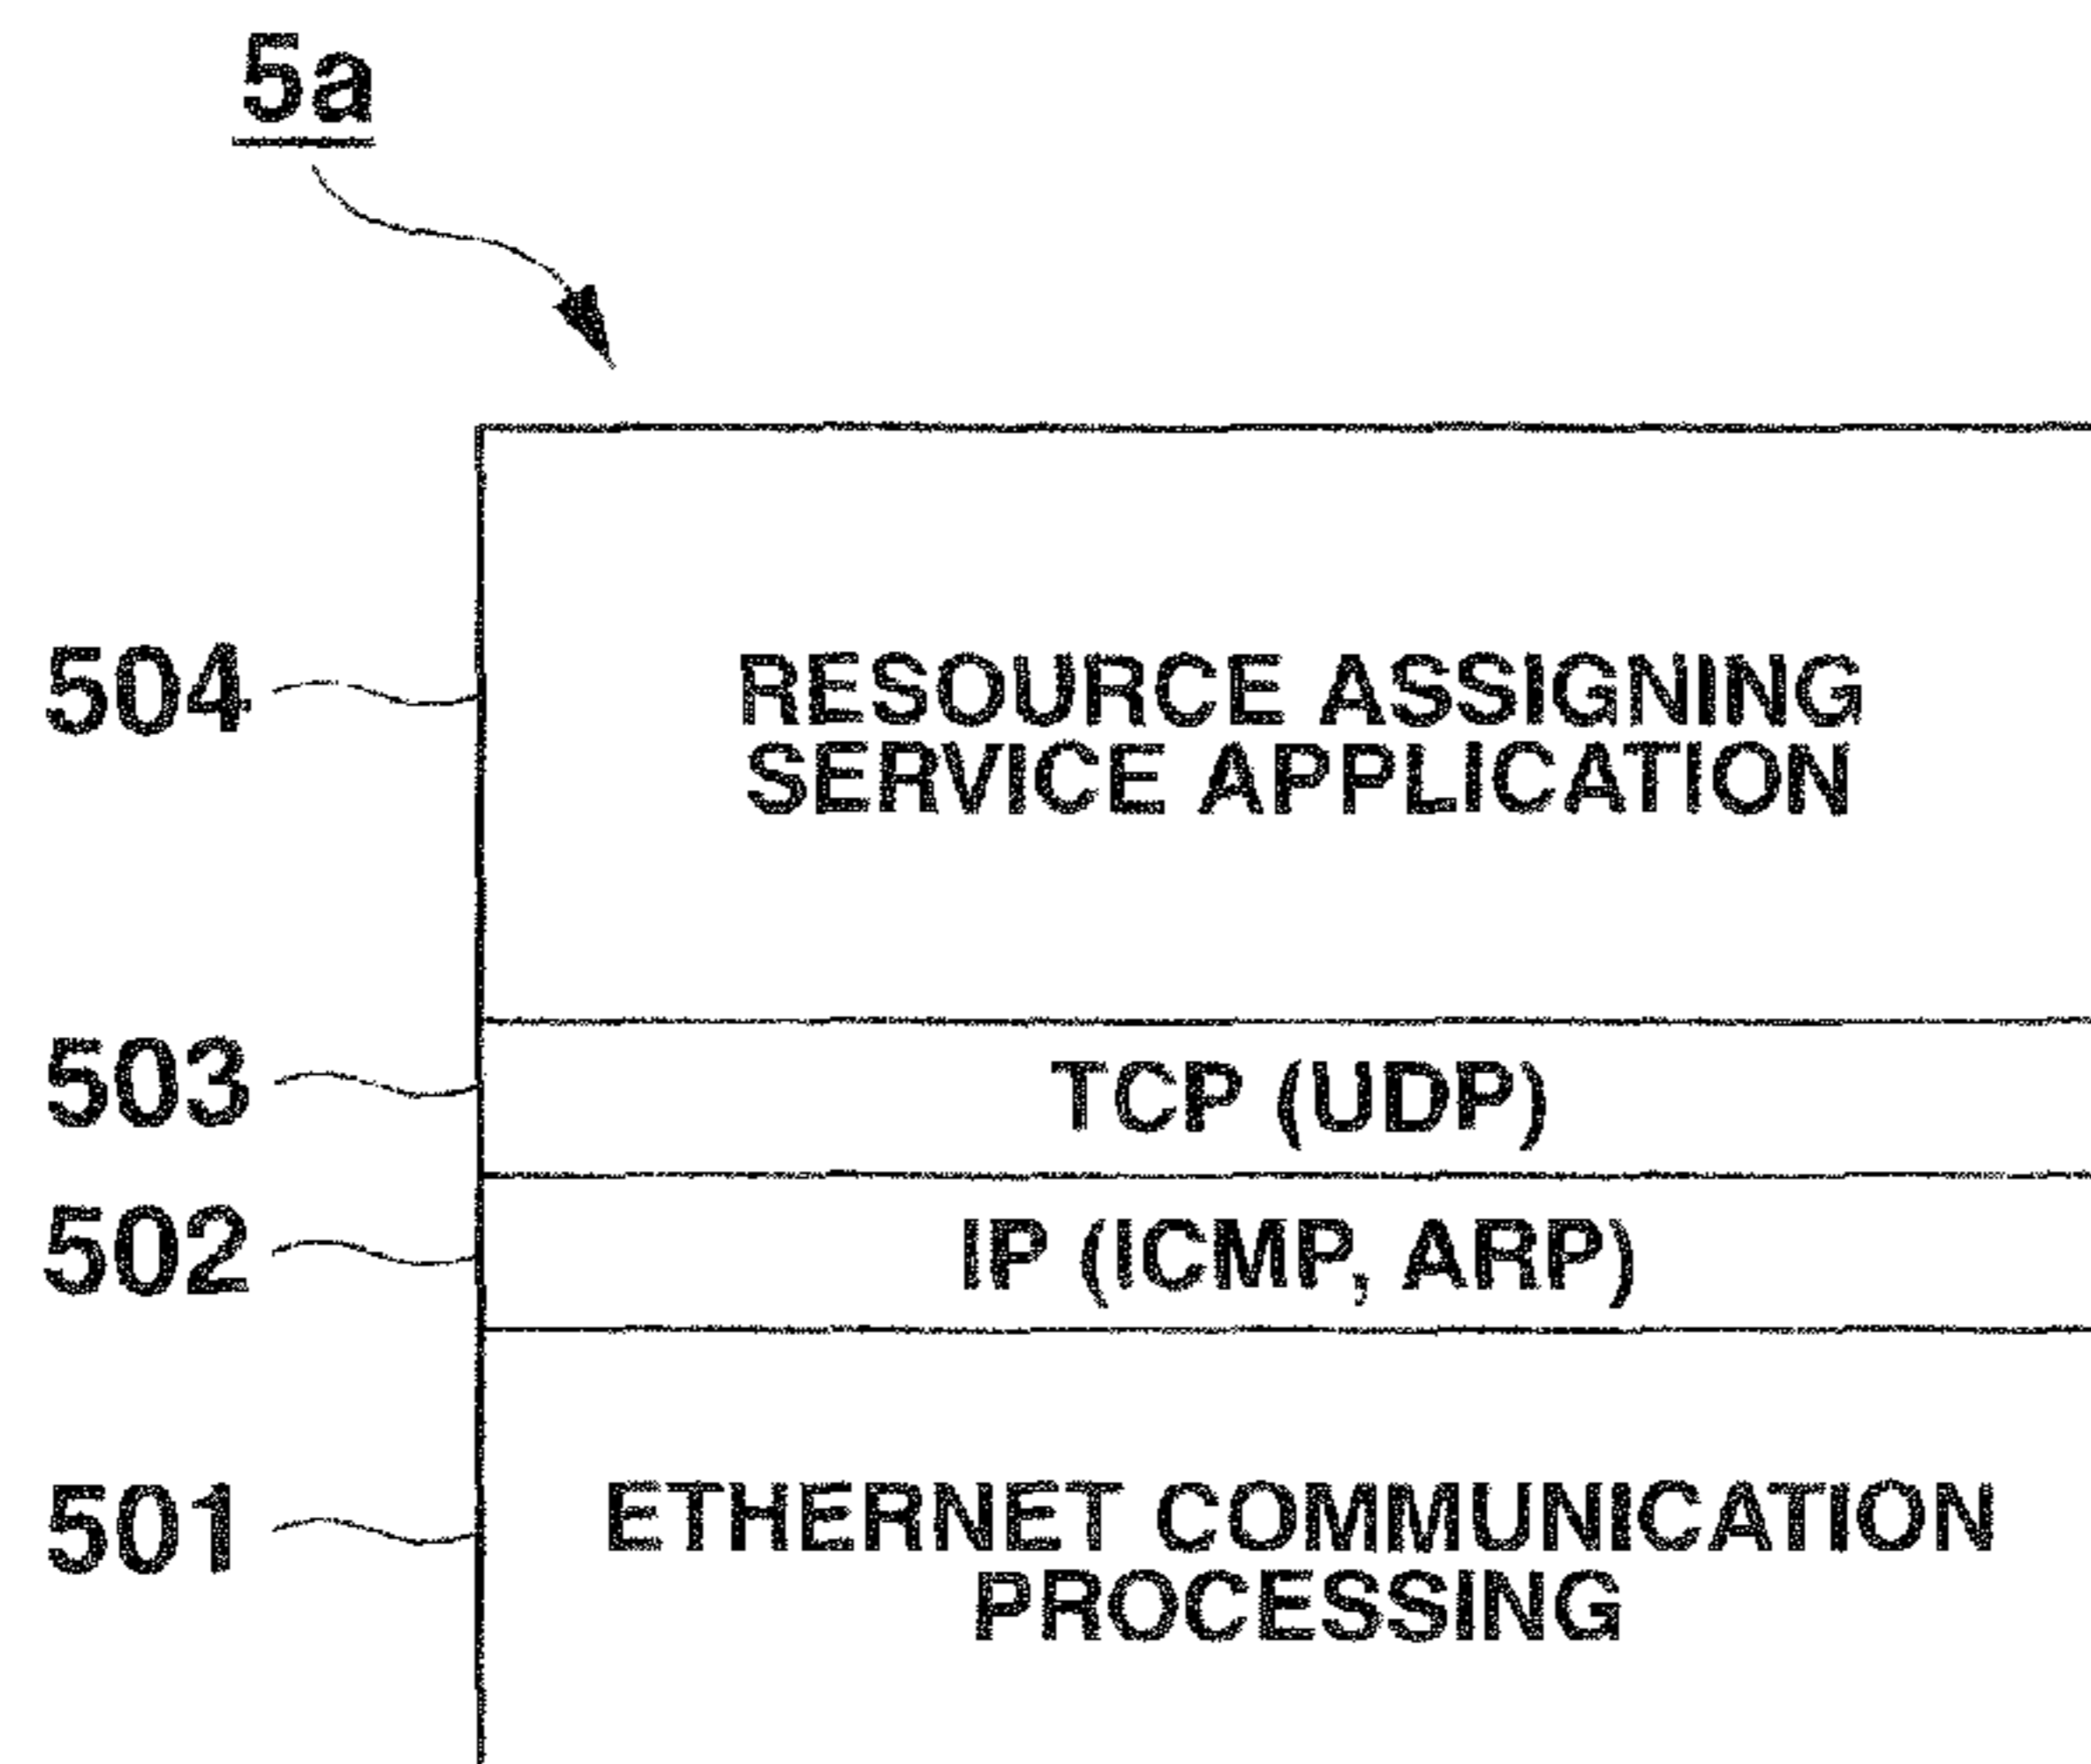 5a
504
RESOURCE ASSIGNING
SERVICE APPLICATION
503
TCP (UDP)
502
IP (ICMP, ARP)
501
ETHERNET COMMUNICATION
PROCESSING